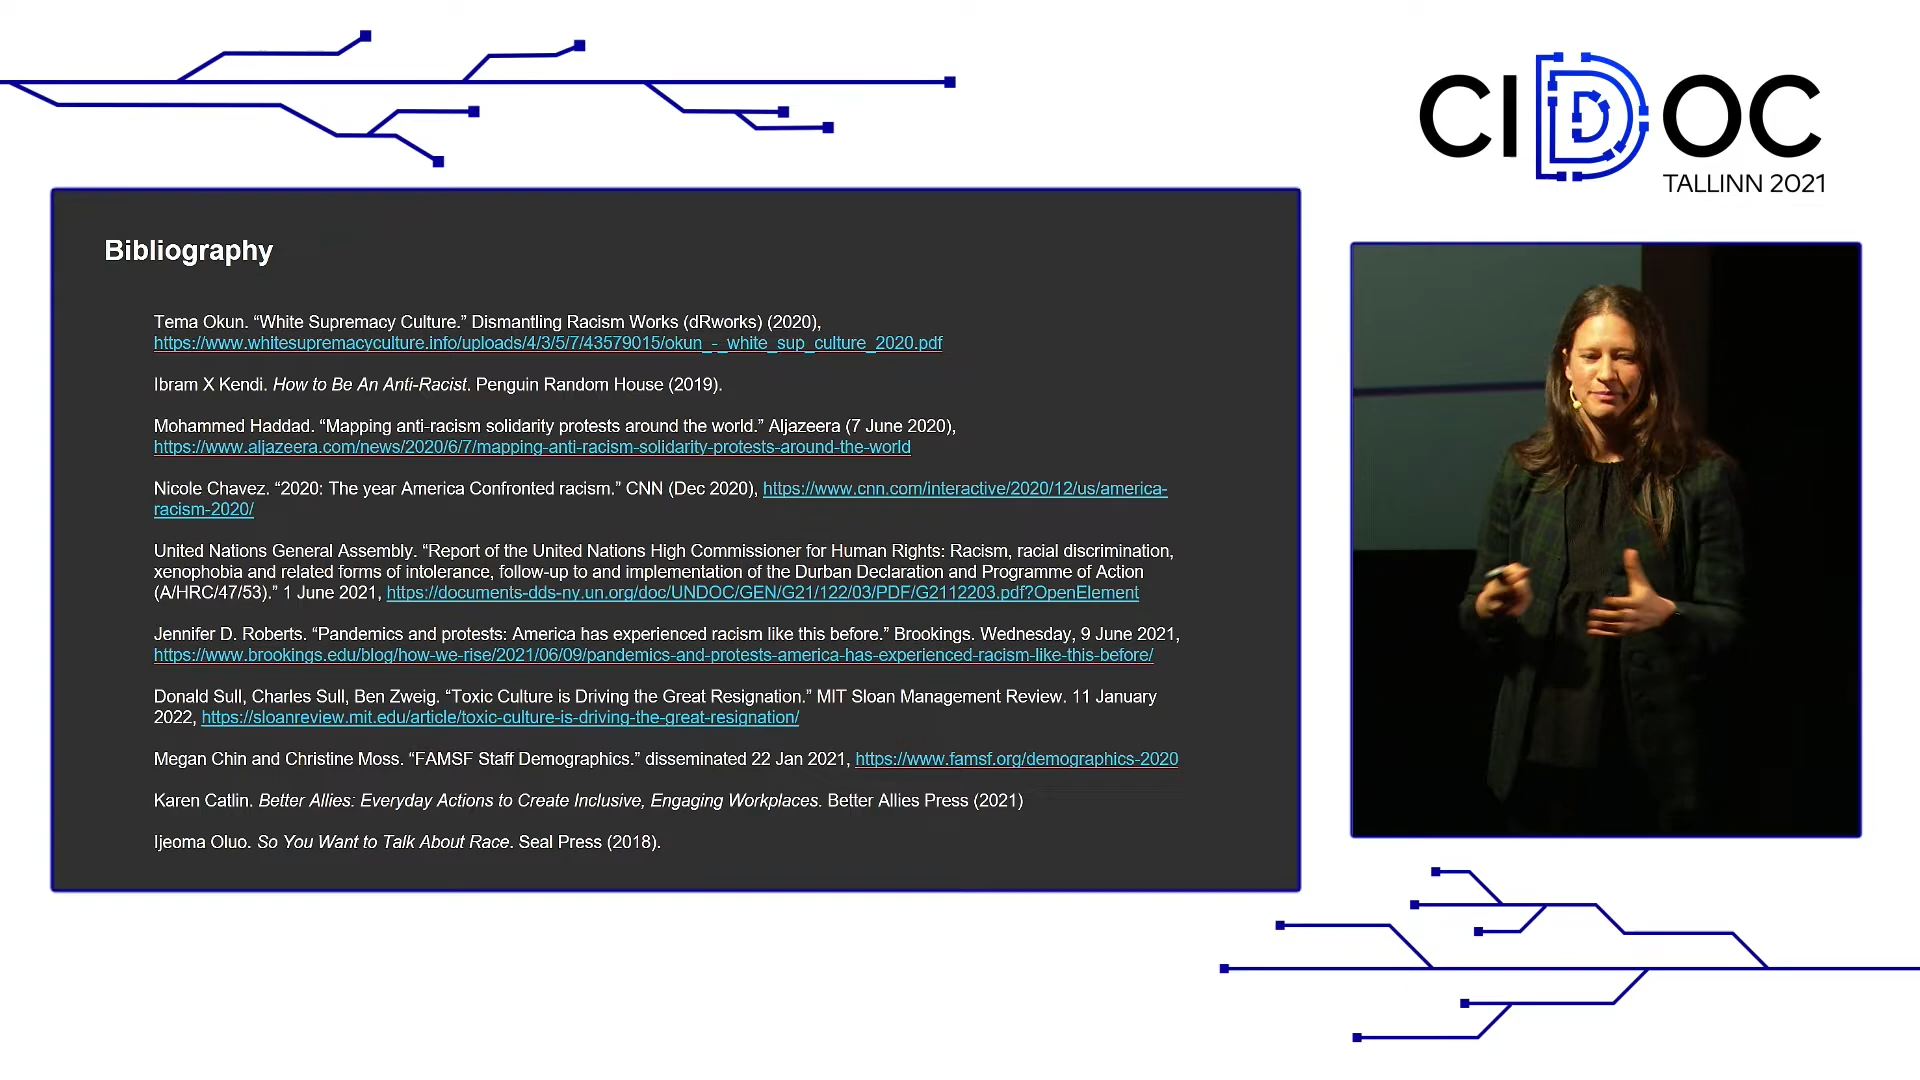 CIDOC
TALLINN 2021
Bibliography
Tema Okun. “White Supremacy Culture.” Dismantling Racism Works (dRworks) (2020),
https://www.whitesupremacyculture.info/uploads/4/3/5/7/43579015/okun_-_white_sup_culture_2020.pdf
Ibram X Kendi. How to Be An Anti-Racist. Penguin Random House (2019).
Mohammed Haddad. “Mapping anti-racism solidarity protests around the world.” Aljazeera (7 June 2020),
https://www.aljazeera.com/news/2020/6/7/mapping-anti-racism-solidarity-protests-around-the-world
Nicole Chavez. “2020: The year America Confronted racism.” CNN (Dec 2020), https://www.cnn.com/interactive/2020/12/us/america-
racism-2020/
United Nations General Assembly. “Report of the United Nations High Commissioner for Human Rights: Racism, racial discrimination,
xenophobia and related forms of intolerance, follow-up to and implementation of the Durban Declaration and Programme of Action
(A/HRC/47/53).” 1 June 2021, https://documents-dds-ny.un.org/doc/UNDOC/GEN/G21/122/03/PDF/G2112203.pdf?OpenElement
Jennifer D. Roberts. “Pandemics and protests: America has experienced racism like this before.” Brookings. Wednesday, 9 June 2021,
https://www.brookings.edu/blog/how-we-rise/2021/06/09/pandemics-and-protests-america-has-experienced-racism-like-this-before/
Donald Sull, Charles Sull, Ben Zweig. “Toxic Culture is Driving the Great Resignation.” MIT Sloan Management Review. 11 January
2022, https://sloanreview.mit.edu/article/toxic-culture-is-driving-the-great-resignation/
Megan Chin and Christine Moss. “FAMSF Staff Demographics.” disseminated 22 Jan 2021, https://www.famsf.org/demographics-2020
Karen Catlin. Better Allies: Everyday Actions to Create Inclusive, Engaging Workplaces. Better Allies Press (2021)
Ijeoma Oluo. So You Want to Talk About Race. Seal Press (2018).